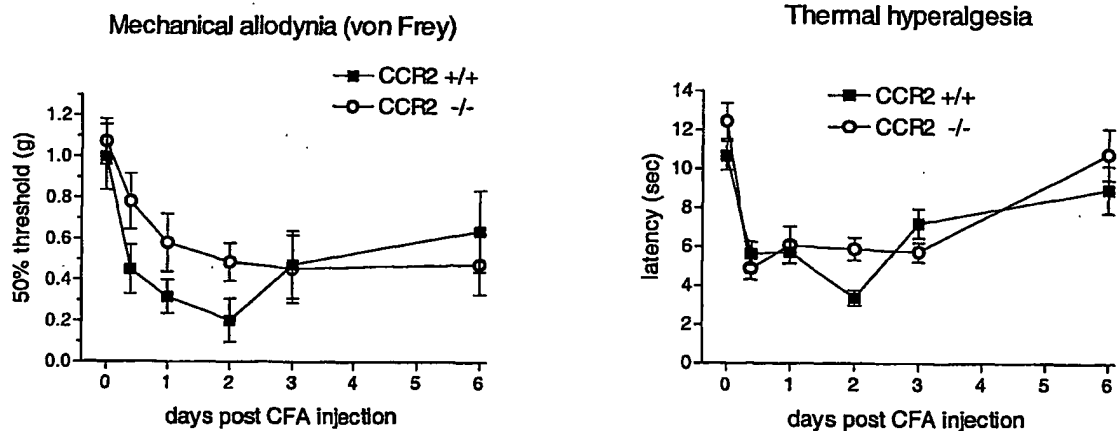 Mechanical allodynia (von Frey)
CCR2 +/+
CCR2 -/-
50% threshold (g)
1.2
1.0
0.8
0.6
0.4
0.2
0.0
0 1 2 3 4 5 6
days post CFA injection
Thermal hyperalgesia
CCR2 +/+
CCR2 -/-
latency (sec)
14
12
10
8
6
4
2
0
0 1 2 3 4 5 6
days post CFA injection